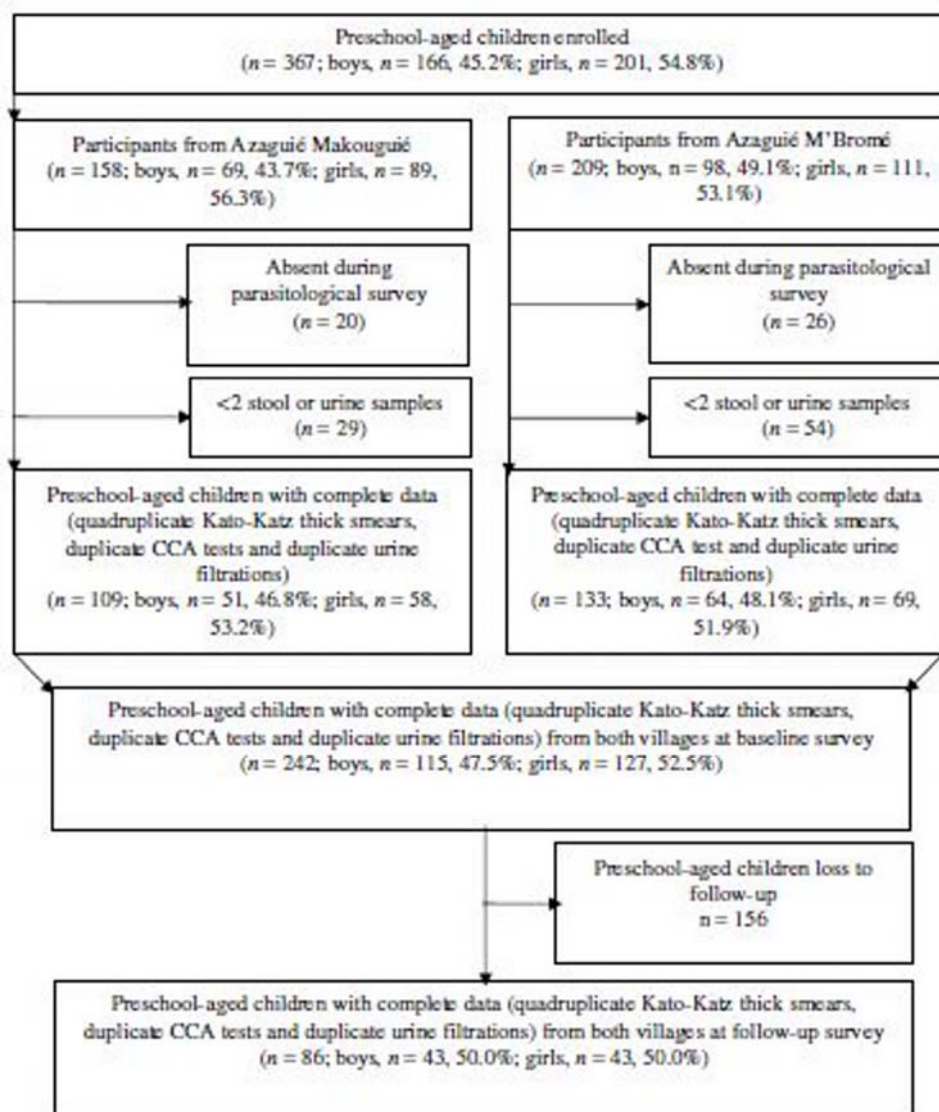 Preschool-aged children enrolled
(n = 367; boys, n = 166, 45.2%; girls, n = 201, 54.8%)
Participants from Azaguié Makouguié
(n = 158; boys, n = 69, 43.7%; girls, n = 89,
56.3%)
Participants from Azaguié M'Bromé
(n = 209; boys, n = 98, 49.1%; girls, n = 111,
53.1%)
Absent during
parasitological survey
(n = 20)
Absent during parasitological
survey
(n = 26)
<2 stool or urine samples
(n = 29)
<2 stool or urine samples
(n = 54)
Preschool-aged children with complete data
(quadruplicate Kato-Katz thick smears,
duplicate CCA tests and duplicate urine
filtrations)
(n = 109; boys, n = 51, 46.8%; girls, n = 58,
53.2%)
Preschool-aged children with complete data
(quadruplicate Kato-Katz thick smears,
duplicate CCA test and duplicate urine
filtrations)
(n = 133; boys, n = 64, 48.1%; girls, n = 69,
51.9%)
Preschool-aged children with complete data (quadruplicate Kato-Katz thick smears,
duplicate CCA tests and duplicate urine filtrations) from both villages at baseline survey
(n = 242; boys, n = 115, 47.5%; girls, n = 127, 52.5%)
Preschool-aged children loss to
follow-up
n = 156
Preschool-aged children with complete data (quadruplicate Kato-Katz thick smears,
duplicate CCA tests and duplicate urine filtrations) from both villages at follow-up survey
(n = 86; boys, n = 43, 50.0%; girls, n = 43, 50.0%)